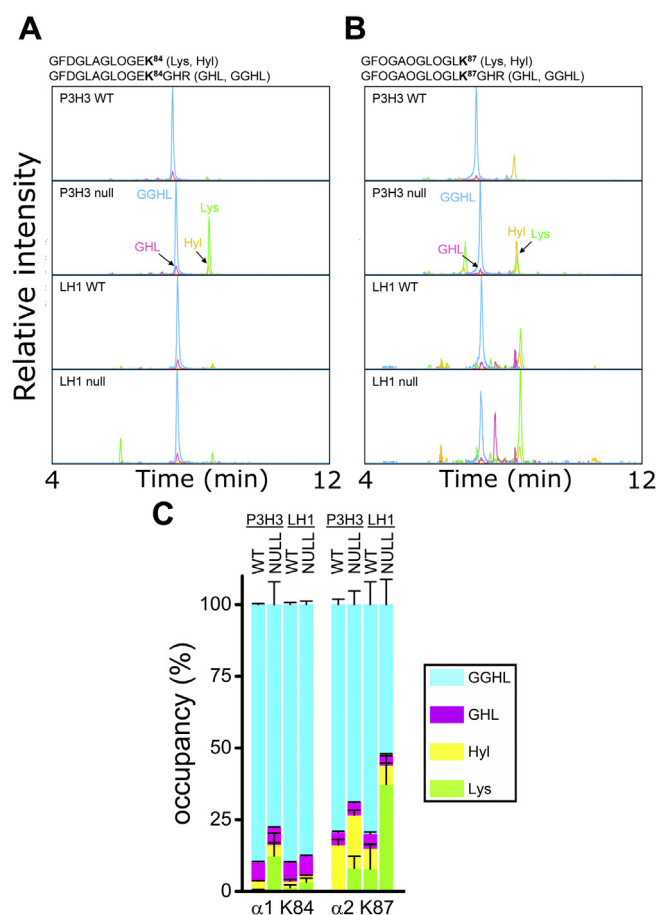 A
GFDGLAGLOGEK⁸⁴ (Lys, Hyl)
GFDGLAGLOGEK⁸⁴GHR (GHL, GGHL)
B
GFOGAOGLOGLK⁸⁷ (Lys, Hyl)
GFOGAOGLOGLK⁸⁷GHR (GHL, GGHL)
Relative intensity
P3H3 WT
P3H3 null
GGHL
Lys
GHL
Hyl
LH1 WT
LH1 null
4
Time (min)
12
P3H3 WT
P3H3 null
GGHL
Hyl
Lys
GHL
LH1 WT
LH1 null
4
Time (min)
12
C
P3H3 LH1 P3H3 LH1
WT NULL WT NULL WT NULL WT NULL
occupancy (%)
100
75
50
25
0
α1 K84 α2 K87
GGHL
GHL
Hyl
Lys